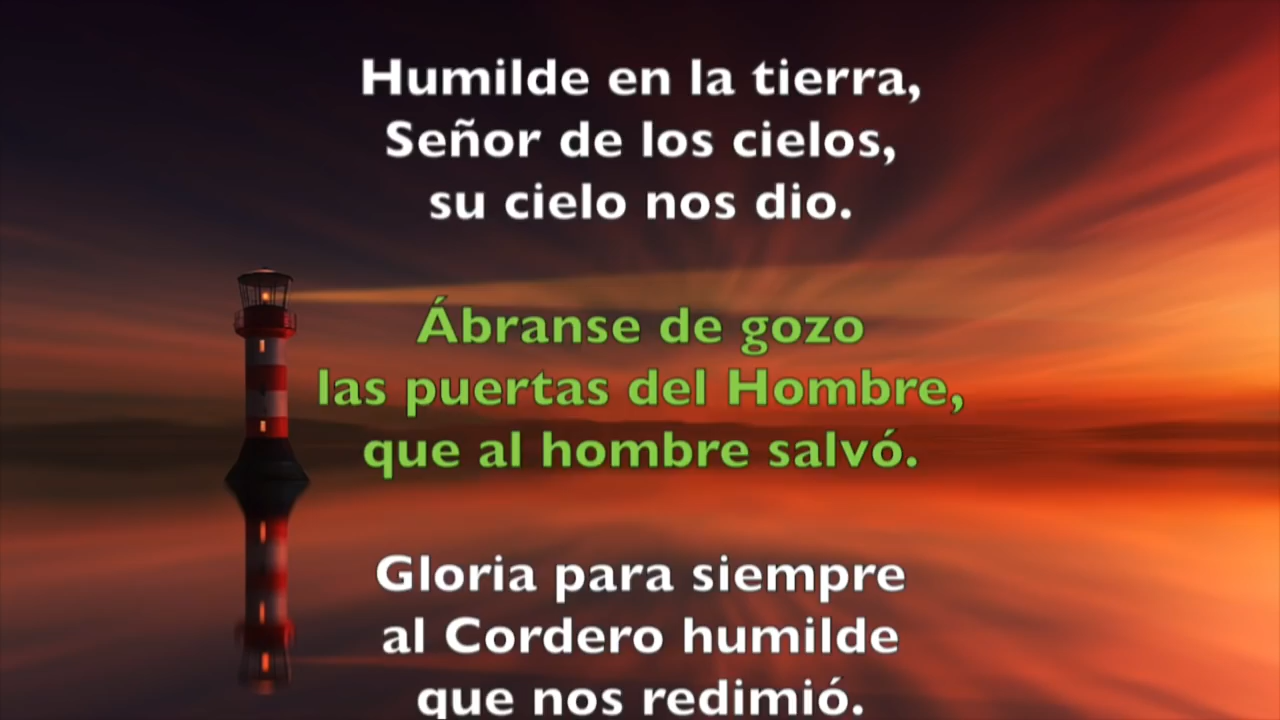 Humilde en la tierra,
Señor de los cielos,
su cielo nos dio.
Ábranse de gozo
las puertas del Hombre,
que al hombre salvó.
Gloria para siempre
al Cordero humilde
que nos redimió.